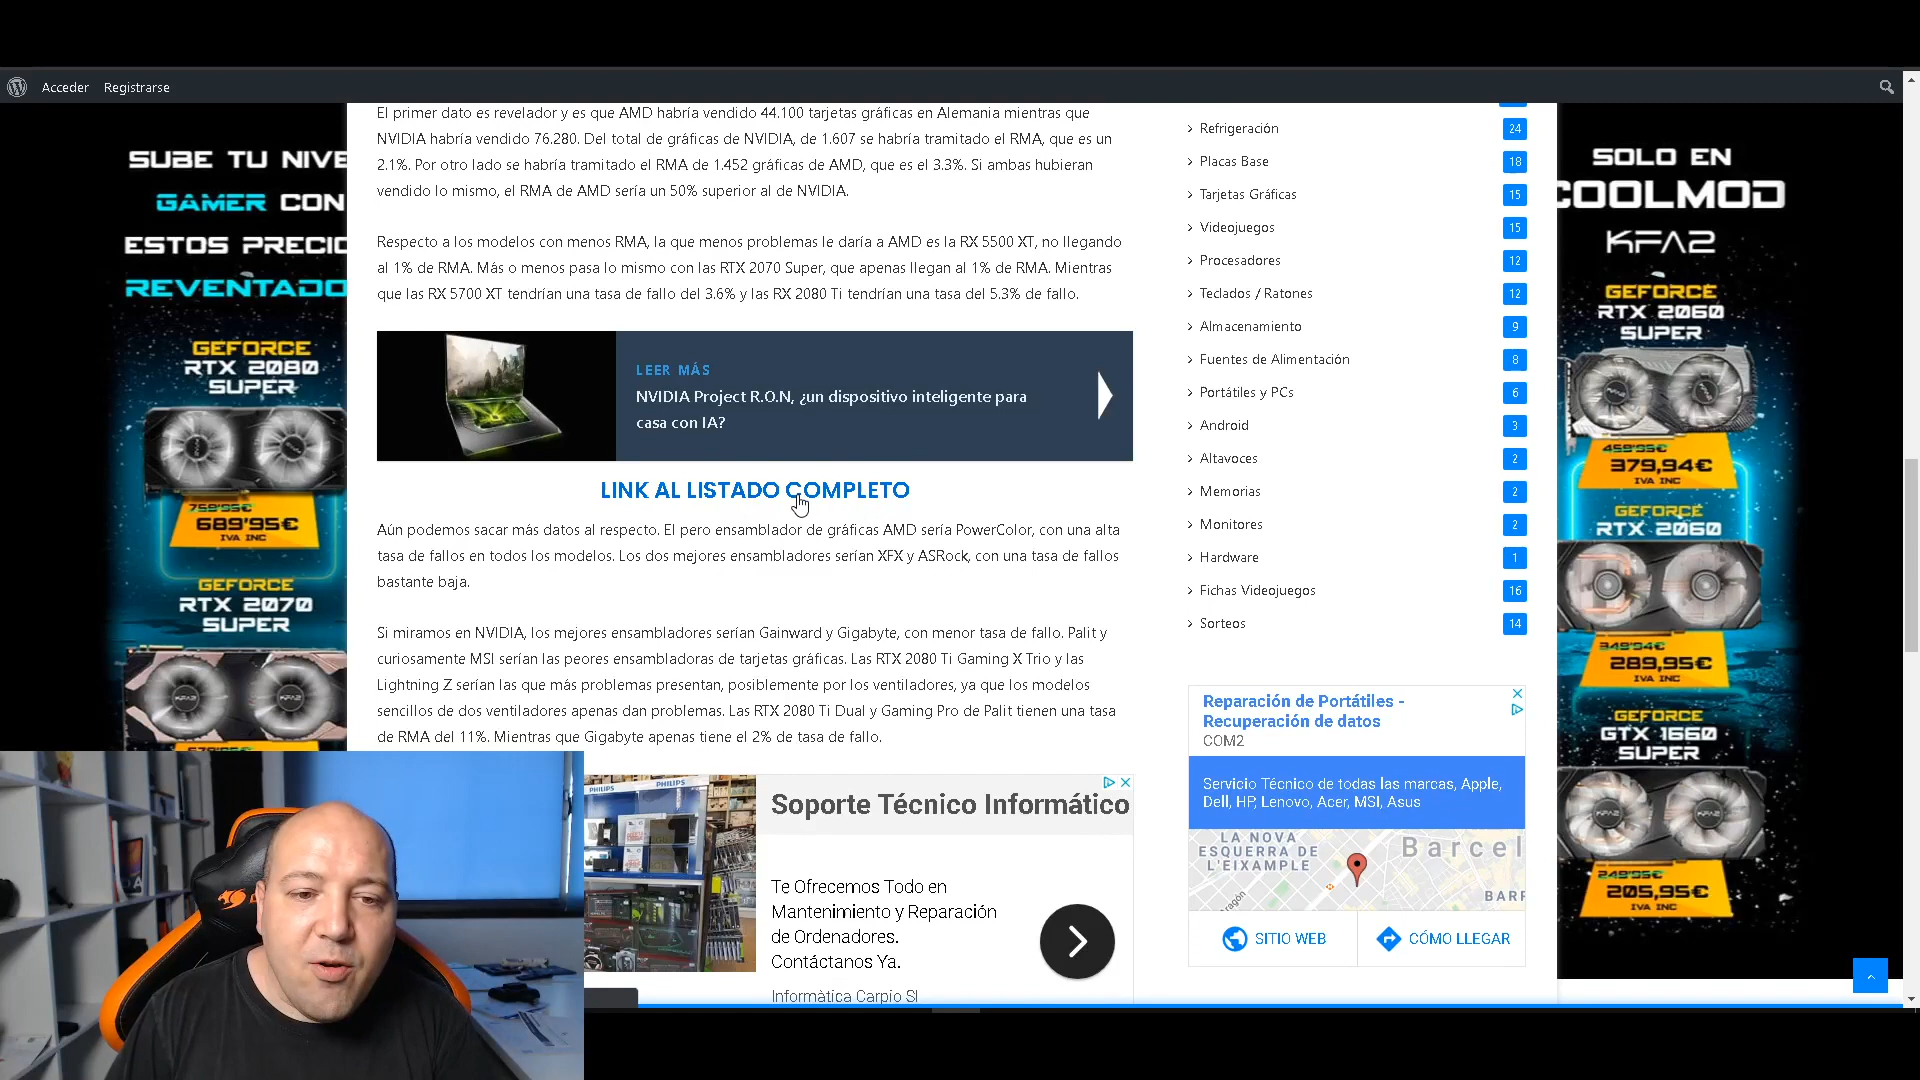 Acceder
Registrarse
SUBE TU NIVE
GAMER CON
ESTOS PRECIO
REVENTADO
GEFORCE
RTX 2080
SUPER
759'95€
689'95€
IVA INC
GEFORCE
RTX 2070
SUPER
El primer dato es revelador y es que AMD habría vendido 44.100 tarjetas gráficas en Alemania mientras que
NVIDIA habría vendido 76.280. Del total de gráficas de NVIDIA, de 1.607 se habría tramitado el RMA, que es un
2.1%. Por otro lado se habría tramitado el RMA de 1.452 gráficas de AMD, que es el 3.3%. Si ambas hubieran
vendido lo mismo, el RMA de AMD sería un 50% superior al de NVIDIA.
Respecto a los modelos con menos RMA, la que menos problemas le daría a AMD es la RX 5500 XT, no llegando
al 1% de RMA. Más o menos pasa lo mismo con las RTX 2070 Super, que apenas llegan al 1% de RMA. Mientras
que las RX 5700 XT tendrían una tasa de fallo del 3.6% y las RX 2080 Ti tendrían una tasa del 5.3% de fallo.
LEER MÁS
NVIDIA Project R.O.N, ¿un dispositivo inteligente para
casa con IA?
LINK AL LISTADO COMPLETO
Aún podemos sacar más datos al respecto. El pero ensamblador de gráficas AMD sería PowerColor, con una alta
tasa de fallos en todos los modelos. Los dos mejores ensambladores serían XFX y ASRock, con una tasa de fallos
bastante baja.
Si miramos en NVIDIA, los mejores ensambladores serían Gainward y Gigabyte, con menor tasa de fallo. Palit y
curiosamente MSI serían las peores ensambladoras de tarjetas gráficas. Las RTX 2080 Ti Gaming X Trio y las
Lightning Z serían las que más problemas presentan, posiblemente por los ventiladores, ya que los modelos
sencillos de dos ventiladores apenas dan problemas. Las RTX 2080 Ti Dual y Gaming Pro de Palit tienen una tasa
de RMA del 11%. Mientras que Gigabyte apenas tiene el 2% de tasa de fallo.
PHILIPS
PHILIPS
Soporte Técnico Informático
Te Ofrecemos Todo en
Mantenimiento y Reparación
de Ordenadores.
Contáctanos Ya.
Informàtica Carpio Sl
Refrigeración 24
Placas Base 18
Tarjetas Gráficas 15
Videojuegos 15
Procesadores 12
Teclados / Ratones 12
Almacenamiento 9
Fuentes de Alimentación 8
Portátiles y PCs 6
Android 3
Altavoces 2
Memorias 2
Monitores 2
Hardware 1
Fichas Videojuegos 16
Sorteos 14
Reparación de Portátiles -
Recuperación de datos
COM2
Servicio Técnico de todas las marcas, Apple,
Dell, HP, Lenovo, Acer, MSI, Asus
LA NOVA
ESQUERRA DE
L'EIXAMPLE
Barcel
BARR
SITIO WEB
CÓMO LLEGAR
SOLO EN
COOLMOD
KFA2
GEFORCE
RTX 2060
SUPER
459'95€
379,94€
IVA INC
GEFORCE
RTX 2060
349'94€
289,95€
IVA INC
GEFORCE
GTX 1660
SUPER
249'95€
205,95€
IVA INC